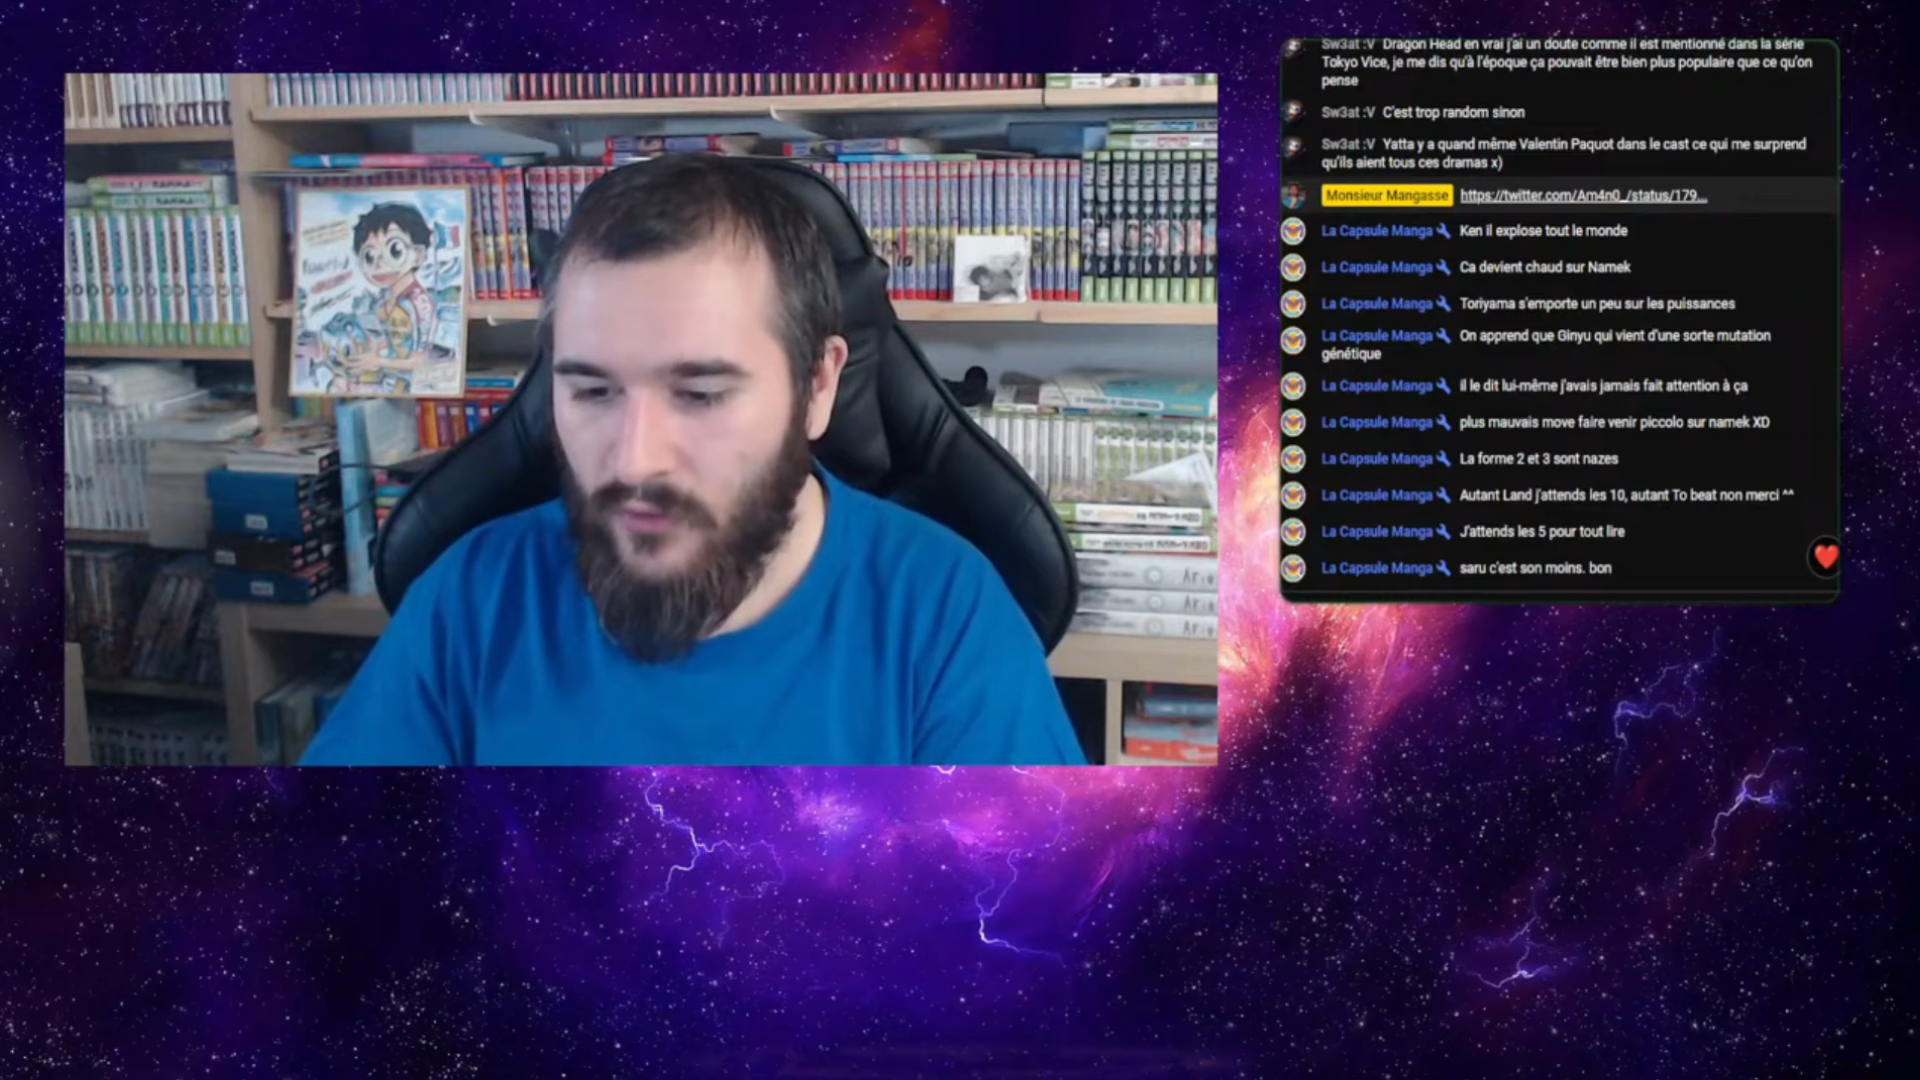 Sw3at :V Dragon Head en vrai j'ai un doute comme il est mentionné dans la série
Tokyo Vice, je me dis qu'à l'époque ça pouvait être bien plus populaire que ce qu'on
pense
Sw3at :V C'est trop random sinon
Sw3at :V Yatta y a quand même Valentin Paquot dans le cast ce qui me surprend
qu'ils aient tous ces dramas x)
Monsieur Mangasse https://twitter.com/Am4n0_/status/179...
La Capsule Manga Ken il explose tout le monde
La Capsule Manga Ca devient chaud sur Namek
La Capsule Manga Toriyama s'emporte un peu sur les puissances
La Capsule Manga On apprend que Ginyu qui vient d'une sorte mutation
génétique
La Capsule Manga il le dit lui-même j'avais jamais fait attention à ça
La Capsule Manga plus mauvais move faire venir piccolo sur namek XD
La Capsule Manga La forme 2 et 3 sont nazes
La Capsule Manga Autant Land j'attends les 10, autant To beat non merci ^^
La Capsule Manga J'attends les 5 pour tout lire
La Capsule Manga saru c'est son moins. bon